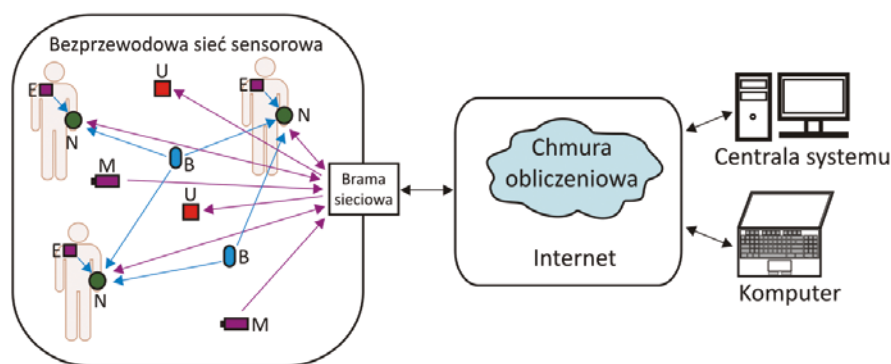 Bezprzewodowa sieć sensorowa
U
E
E
N
N
B
M
U
Brama
sieciowa
E
B
N
M
Chmura
obliczeniowa
Internet
Centrala systemu
Komputer